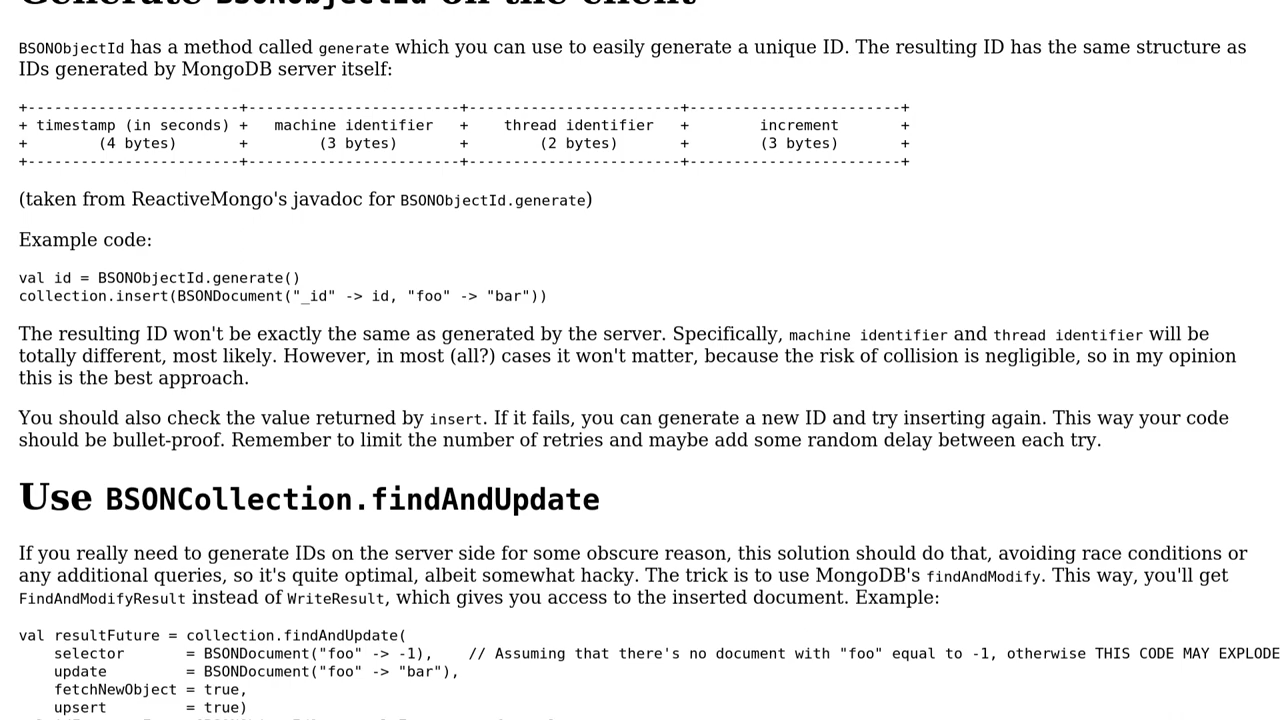 Generate BSONObjectId on the client
BSONObjectId has a method called generate which you can use to easily generate a unique ID. The resulting ID has the same structure as
IDs generated by MongoDB server itself:
+------------------------+------------------------+------------------------+------------------------+
+ timestamp (in seconds) +   machine identifier   +    thread identifier   +        increment       +
+        (4 bytes)       +        (3 bytes)       +        (2 bytes)       +        (3 bytes)       +
+------------------------+------------------------+------------------------+------------------------+
(taken from ReactiveMongo's javadoc for BSONObjectId.generate)
Example code:
val id = BSONObjectId.generate()
collection.insert(BSONDocument("_id" -> id, "foo" -> "bar"))
The resulting ID won't be exactly the same as generated by the server. Specifically, machine identifier and thread identifier will be
totally different, most likely. However, in most (all?) cases it won't matter, because the risk of collision is negligible, so in my opinion
this is the best approach.
You should also check the value returned by insert. If it fails, you can generate a new ID and try inserting again. This way your code
should be bullet-proof. Remember to limit the number of retries and maybe add some random delay between each try.
Use BSONCollection.findAndUpdate
If you really need to generate IDs on the server side for some obscure reason, this solution should do that, avoiding race conditions or
any additional queries, so it's quite optimal, albeit somewhat hacky. The trick is to use MongoDB's findAndModify. This way, you'll get
FindAndModifyResult instead of WriteResult, which gives you access to the inserted document. Example:
val resultFuture = collection.findAndUpdate(
    selector       = BSONDocument("foo" -> -1),    // Assuming that there's no document with "foo" equal to -1, otherwise THIS CODE MAY EXPLODE
    update         = BSONDocument("foo" -> "bar"),
    fetchNewObject = true,
    upsert         = true)